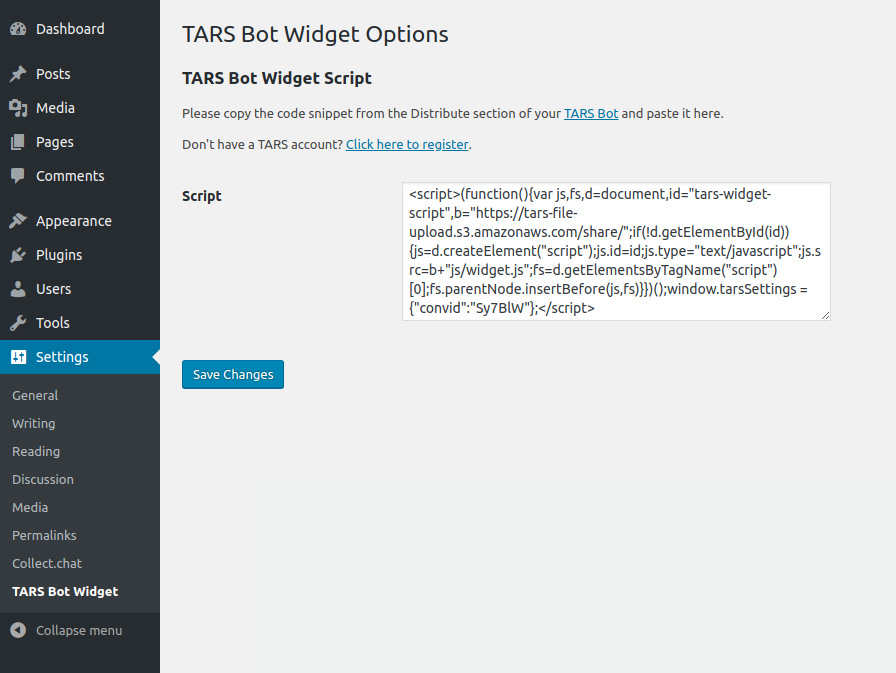 Dashboard
Posts
Media
Pages
Comments
Appearance
Plugins
Users
Tools
Settings
General
Writing
Reading
Discussion
Media
Permalinks
Collect.chat
TARS Bot Widget
Collapse menu
TARS Bot Widget Options
TARS Bot Widget Script
Please copy the code snippet from the Distribute section of your TARS Bot and paste it here.
Don't have a TARS account? Click here to register.
Script
<script>(function(){var js,fs,d=document,id="tars-widget-
script",b="https://tars-file-
upload.s3.amazonaws.com/share/";if(!d.getElementById(id))
{js=d.createElement("script");js.id=id;js.type="text/javascript";js.s
rc=b+"js/widget.js";fs=d.getElementsByTagName("script")
[0];fs.parentNode.insertBefore(js,fs)}})();window.tarsSettings =
{"convid":"Sy7BlW"};</script>
Save Changes